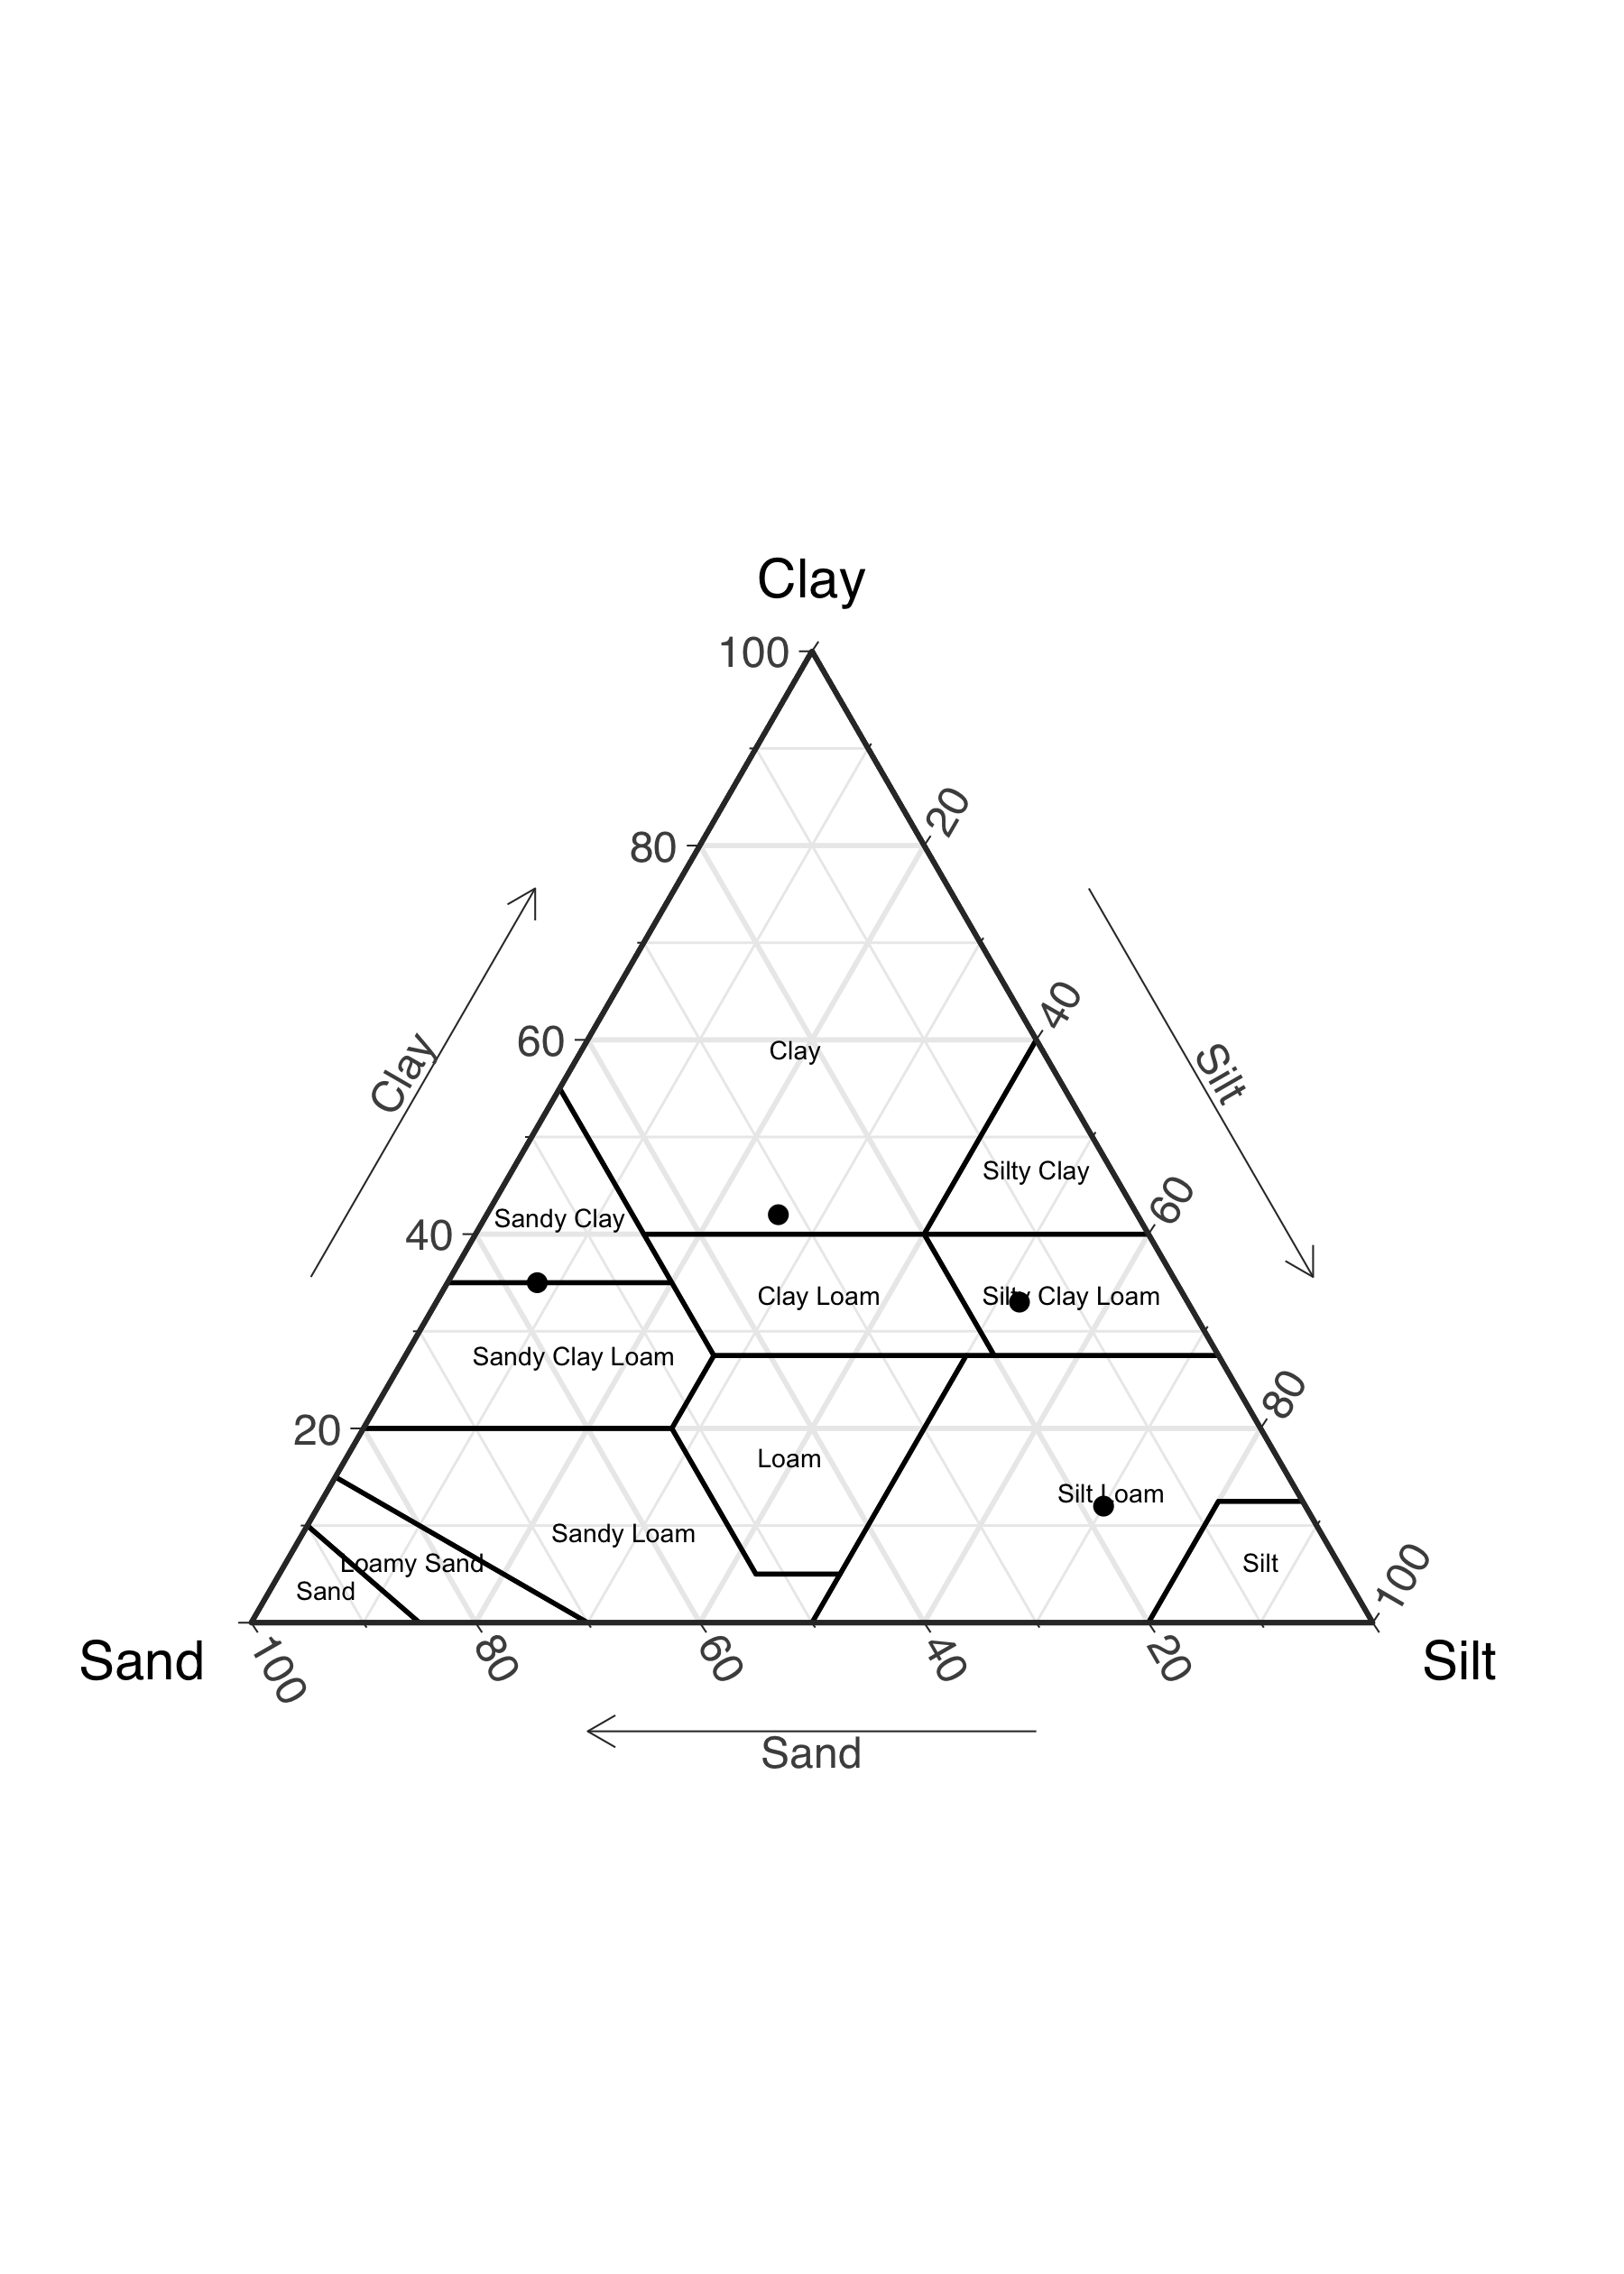 Clay
100
20
80
40
Clay
60
Clay
Silt
Silty Clay
60
Sandy Clay
40
Clay Loam
Silty Clay Loam
Sandy Clay Loam
80
20
Loam
Silt Loam
Sandy Loam
Loamy Sand
Silt
100
Sand
Sand
100
80
60
40
20
Silt
Sand